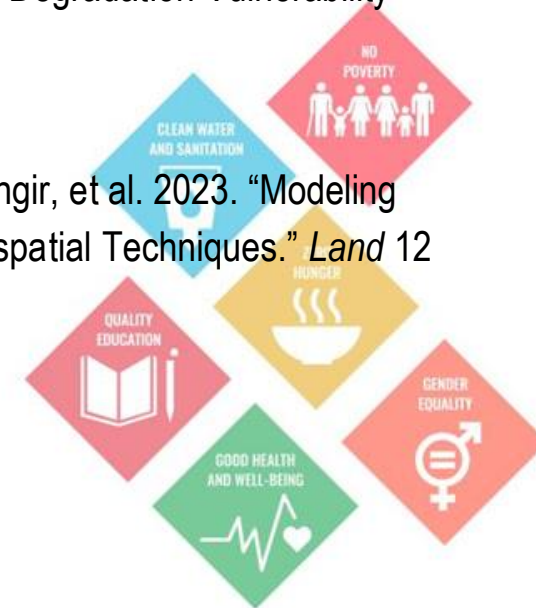 Degradation Vulnerability
NO
POVERTY
CLEAN WATER
AND SANITATION
ngir, et al. 2023. “Modeling
spatial Techniques.” Land 12
HUNGER
QUALITY
EDUCATION
GENDER
EQUALITY
GOOD HEALTH
AND WELL-BEING